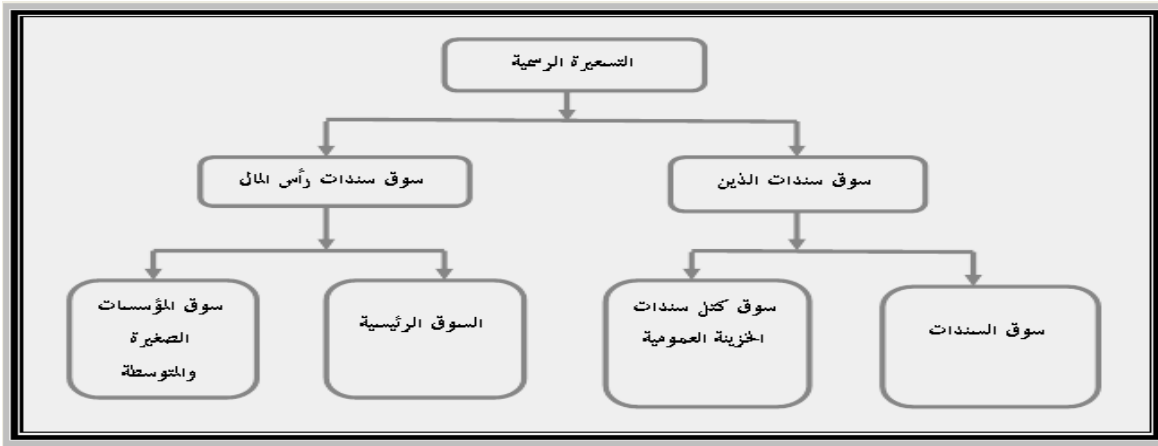 التسعيرة الرسمية
سوق سندات الذين
سوق سندات رأس المال
سوق السندات
سوق كتل سندات
الخزينة العمومية
السوق الرئيسية
سوق المؤسسات
الصغيرة
والمتوسطة